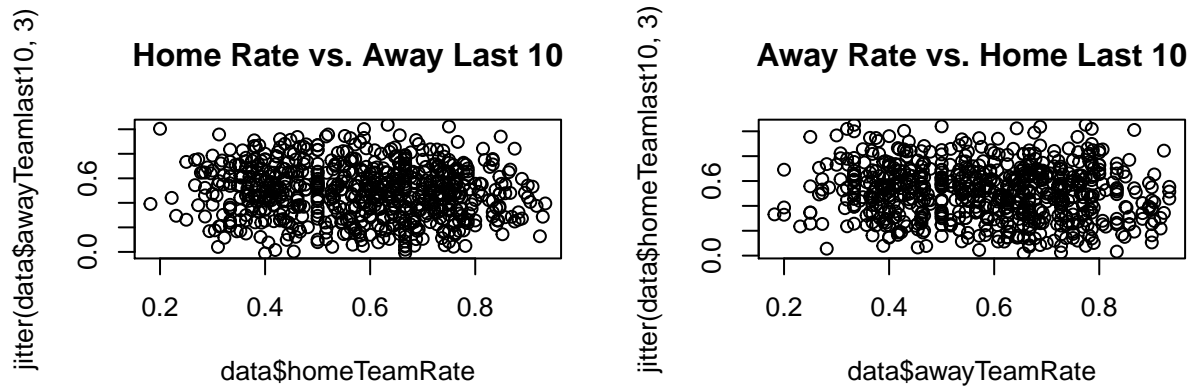 Home Rate vs. Away Last 10
jitter(data$awayTeamlast10, 3)
0.0 0.6
0.2 0.4 0.6 0.8
data$homeTeamRate
Away Rate vs. Home Last 10
jitter(data$homeTeamlast10, 3)
0.0 0.6
0.2 0.4 0.6 0.8
data$awayTeamRate